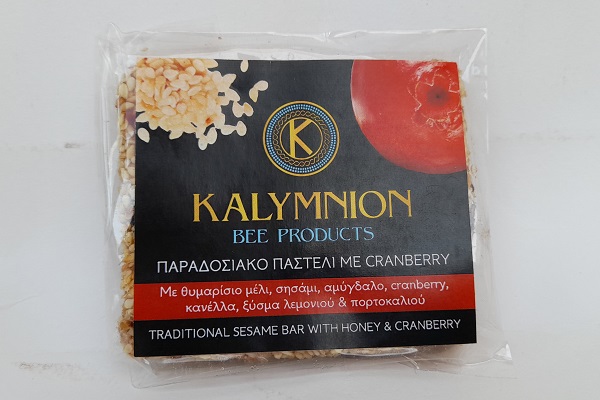 K
KALYMNION
BEE PRODUCTS
ΠΑΡΑΔΟΣΙΑΚΟ ΠΑΣΤΕΛΙ ΜΕ CRANBERRY
Με θυμαρίσιο μέλι, σησάμι, αμύγδαλο, cranberry,
κανέλλα, ξύσμα λεμονιού & πορτοκαλιού
TRADITIONAL SESAME BAR WITH HONEY & CRANBERRY